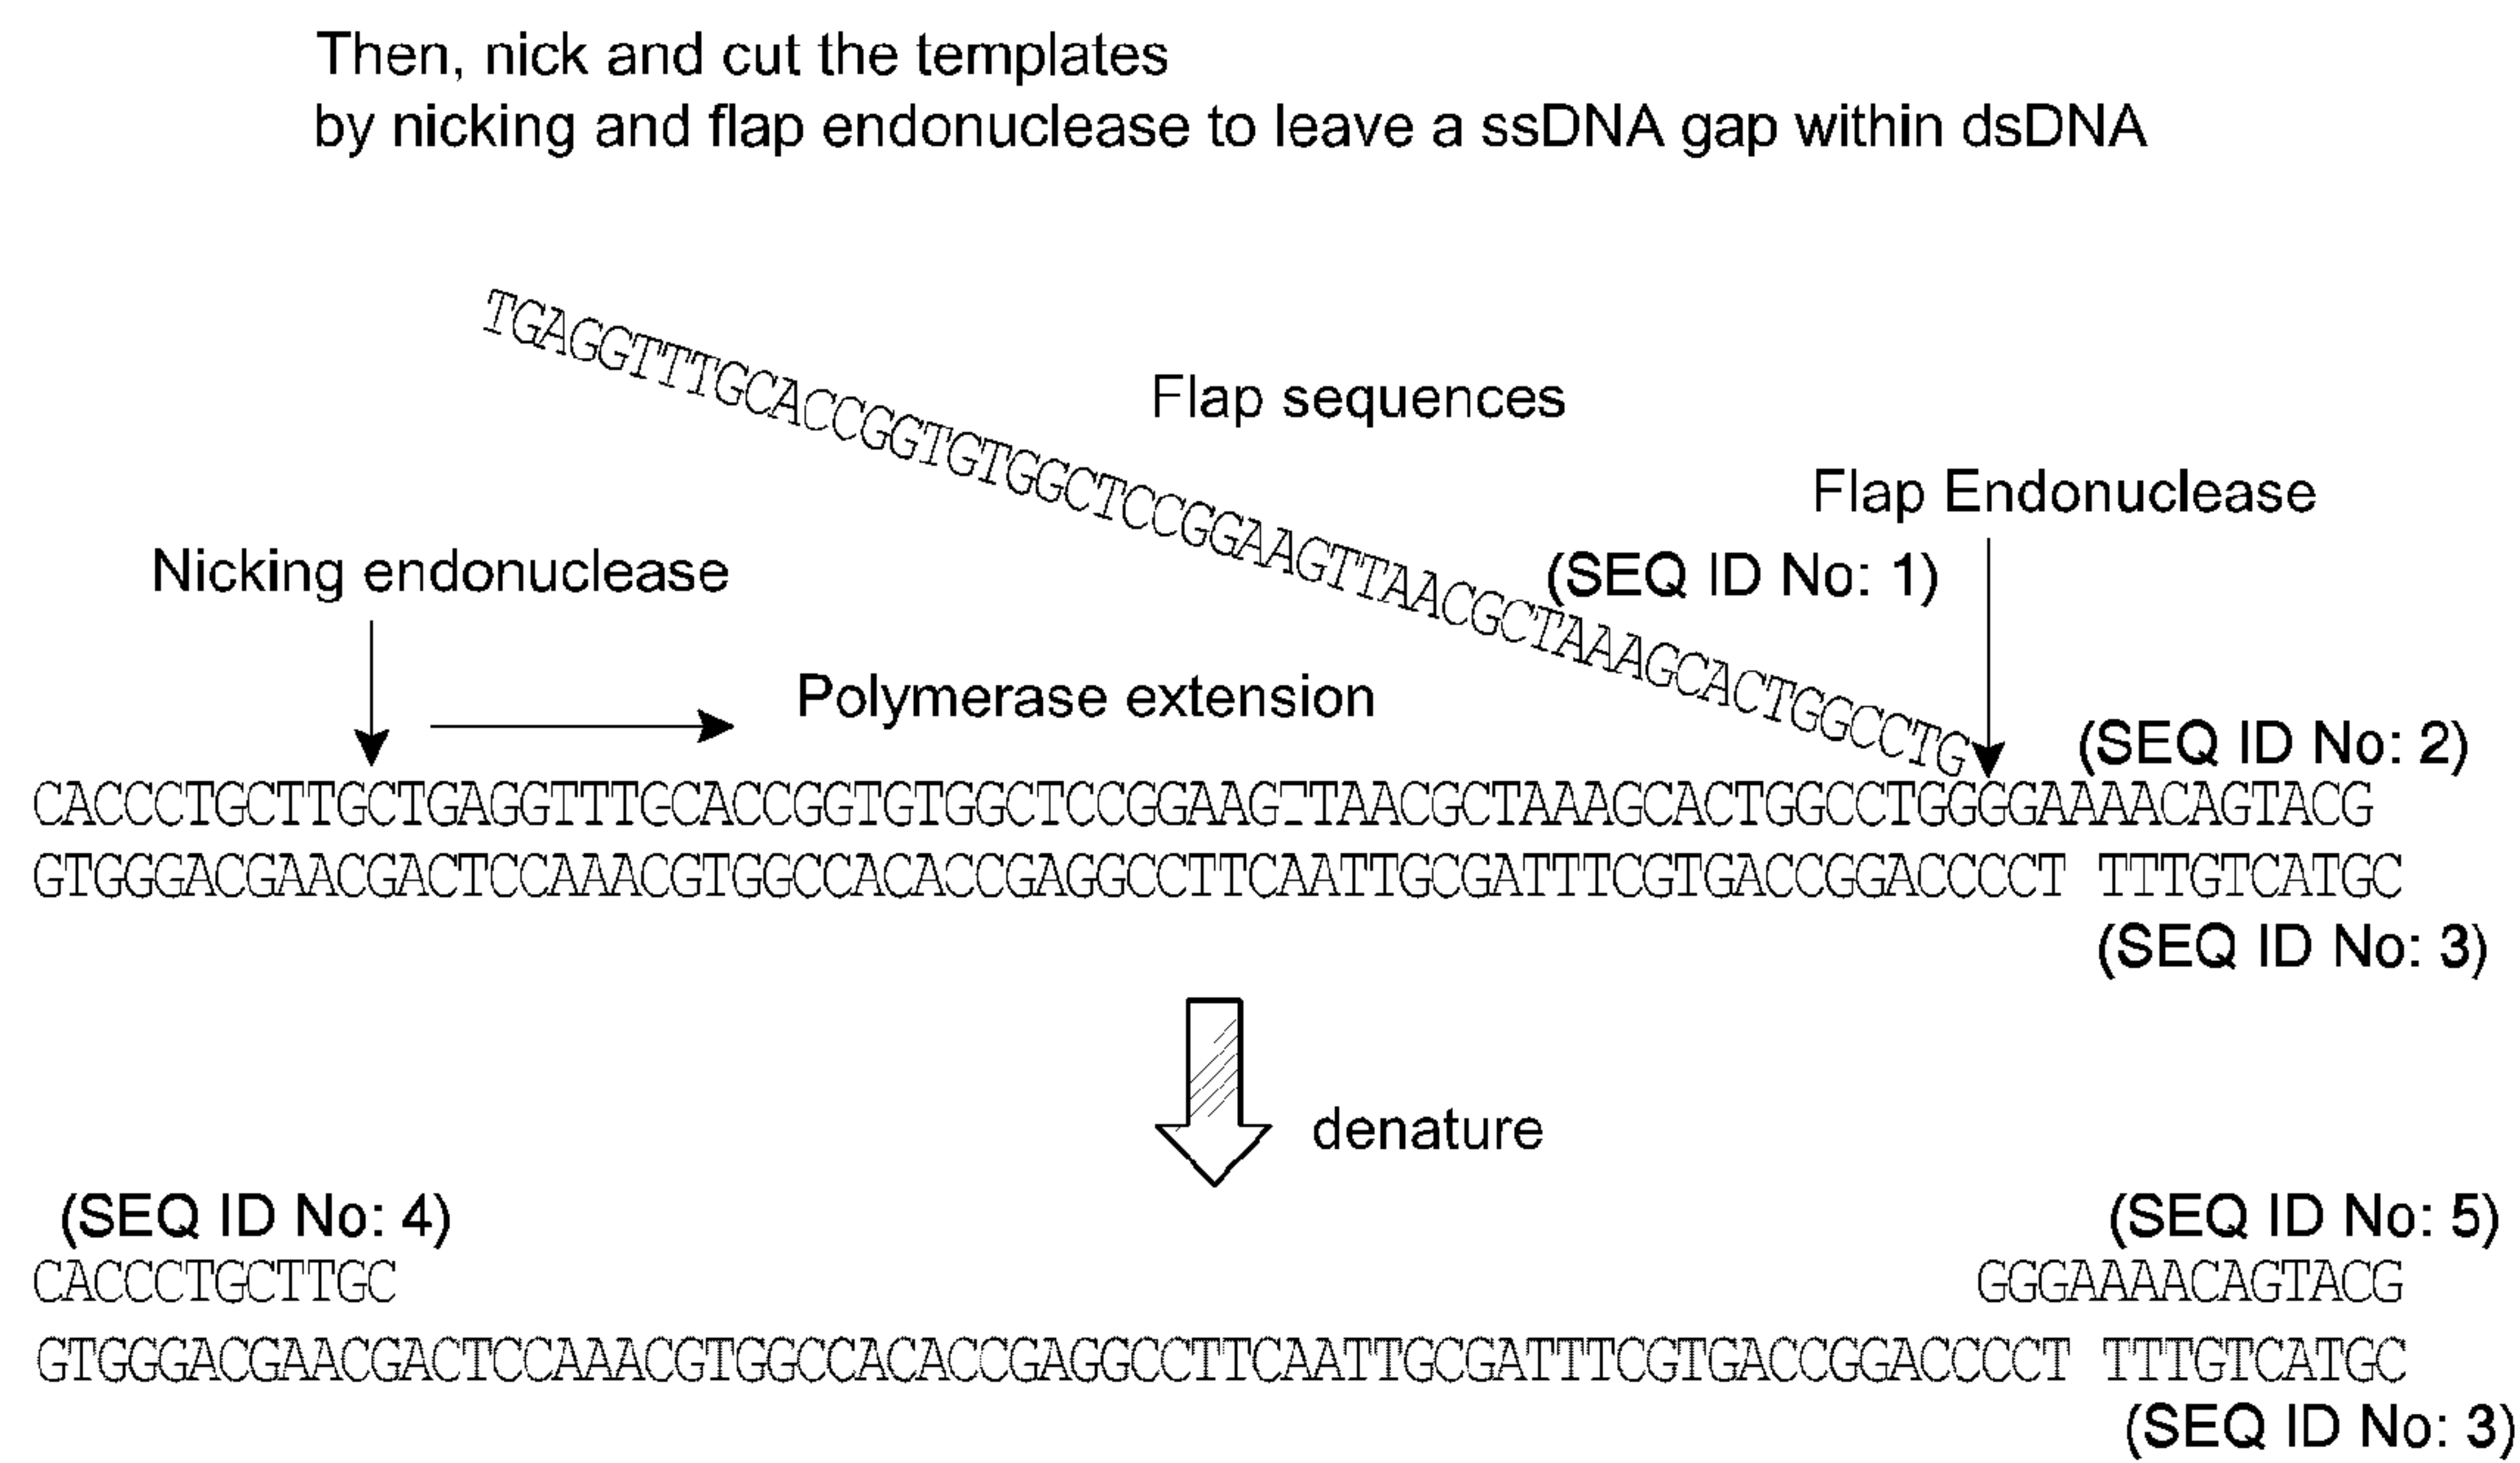 Then, nick and cut the templates
by nicking and flap endonuclease to leave a ssDNA gap within dsDNA
TGAGGTTTGCACCGGTGTGGCTCCGGAAGTTAACGCTAAAGCACTGGCCTG
Flap sequences
Flap Endonuclease
(SEQ ID No: 1)
Nicking endonuclease
Polymerase extension
(SEQ ID No: 2)
CACCCTGCTTGCTGAGGTTTGCACCGGTGTGGCTCCGGAAGTTAACGCTAAAGCACTGGCCTGGGGAAAACAGTACG
GTGGGACGAACGACTCCAAACGTGGCCACACCGAGGCCTTCAATTGCGATTTCGTGACCGGACCCCT TTTGTCATGC
(SEQ ID No: 3)
denature
(SEQ ID No: 4)
(SEQ ID No: 5)
CACCCTGCTTGC
GGGAAAACAGTACG
GTGGGACGAACGACTCCAAACGTGGCCACACCGAGGCCTTCAATTGCGATTTCGTGACCGGACCCCT TTTGTCATGC
(SEQ ID No: 3)